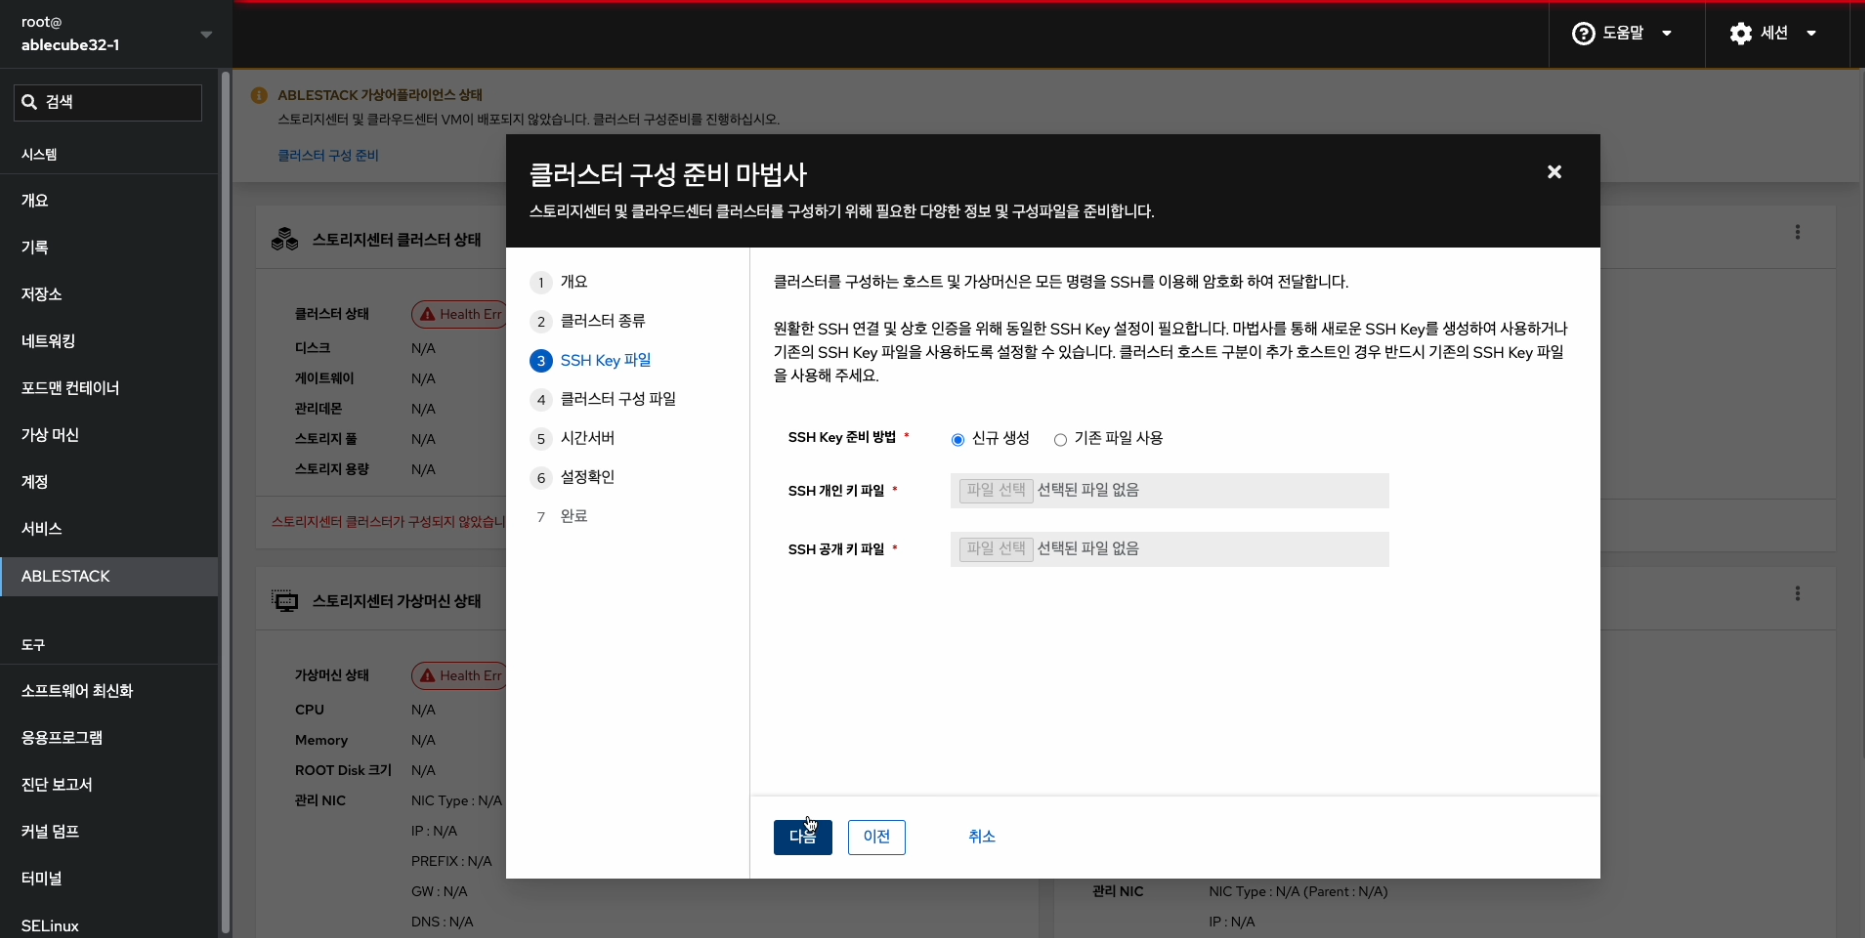 root@
ablecube32-1
도움말
세션
검색
시스템
개요
기록
저장소
네트워킹
포드맨 컨테이너
가상 머신
계정
서비스
ABLESTACK
도구
소프트웨어 최신화
응용프로그램
진단 보고서
커널 덤프
터미널
SELinux
ABLESTACK 가상어플라이언스 상태
스토리지센터 및 클라우드센터 VM이 배포되지 않았습니다. 클러스터 구성준비를 진행하십시오.
클러스터 구성 준비
스토리지센터 클러스터 상태
클러스터 상태 Health Err
디스크 N/A
게이트웨이 N/A
관리데몬 N/A
스토리지 풀 N/A
스토리지 용량 N/A
스토리지센터 클러스터가 구성되지 않았습니
스토리지센터 가상머신 상태
가상머신 상태 Health Err
CPU N/A
Memory N/A
ROOT Disk 크기 N/A
관리 NIC NIC Type : N/A
IP : N/A
PREFIX : N/A
GW : N/A
DNS : N/A
클러스터 구성 준비 마법사
스토리지센터 및 클라우드센터 클러스터를 구성하기 위해 필요한 다양한 정보 및 구성파일을 준비합니다.
1 개요
2 클러스터 종류
3 SSH Key 파일
4 클러스터 구성 파일
5 시간서버
6 설정확인
7 완료
클러스터를 구성하는 호스트 및 가상머신은 모든 명령을 SSH를 이용해 암호화 하여 전달합니다.
원활한 SSH 연결 및 상호 인증을 위해 동일한 SSH Key 설정이 필요합니다. 마법사를 통해 새로운 SSH Key를 생성하여 사용하거나
기존의 SSH Key 파일을 사용하도록 설정할 수 있습니다. 클러스터 호스트 구분이 추가 호스트인 경우 반드시 기존의 SSH Key 파일
을 사용해 주세요.
SSH Key 준비 방법 * 신규 생성 기존 파일 사용
SSH 개인 키 파일 * 파일 선택 선택된 파일 없음
SSH 공개 키 파일 * 파일 선택 선택된 파일 없음
다음 이전 취소
관리 NIC NIC Type : N/A (Parent : N/A)
IP : N/A